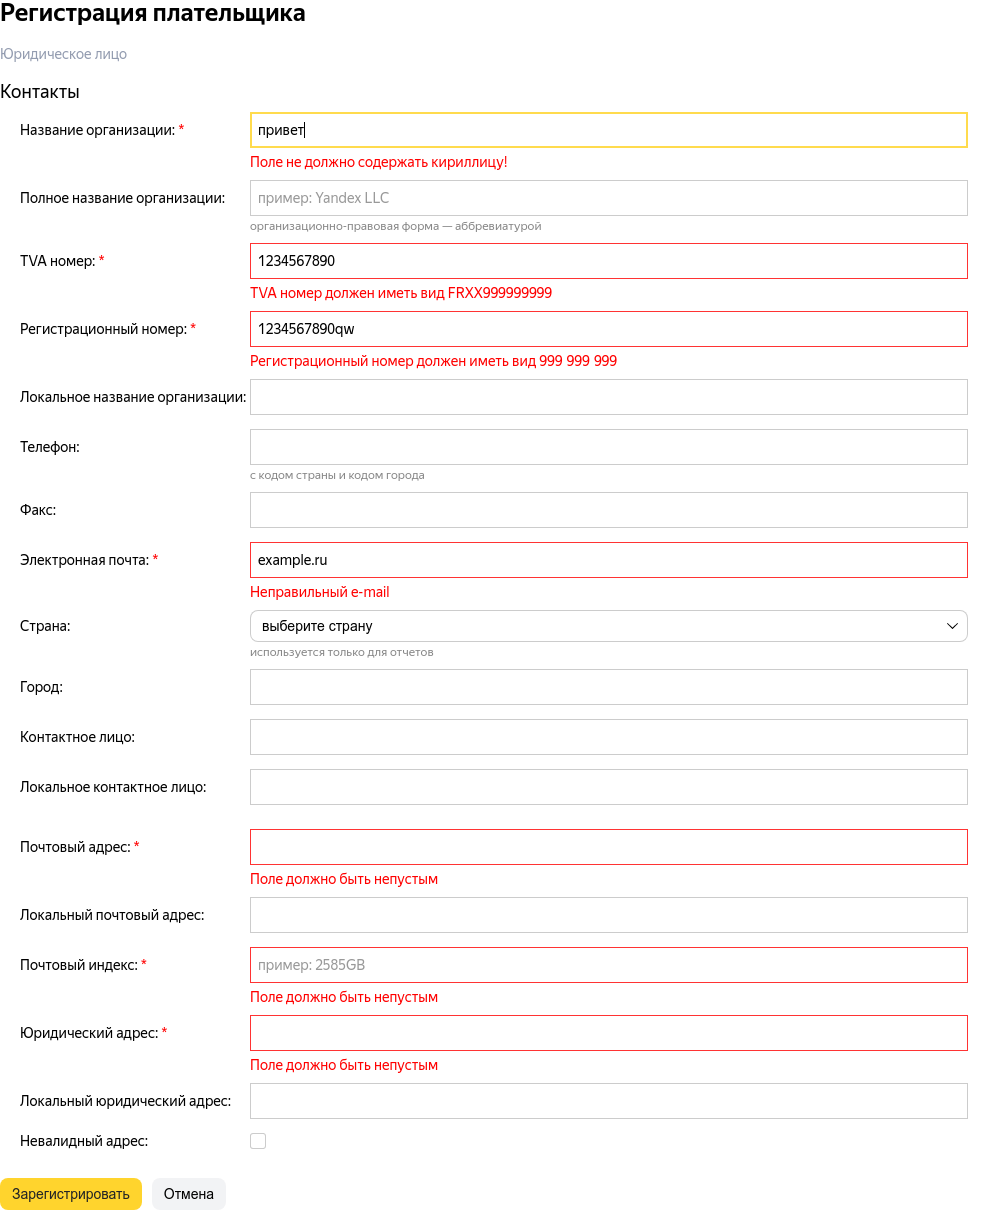 Регистрация плательщика
Юридическое лицо
Контакты
Название организации: * привет
Поле не должно содержать кириллицу!
Полное название организации: пример: Yandex LLC
организационно-правовая форма — аббревиатурой
TVA номер: * 1234567890
TVA номер должен иметь вид FRXX999999999
Регистрационный номер: * 1234567890qw
Регистрационный номер должен иметь вид 999 999 999
Локальное название организации:
Телефон:
с кодом страны и кодом города
Факс:
Электронная почта: * example.ru
Неправильный e-mail
Страна: выберите страну
используется только для отчетов
Город:
Контактное лицо:
Локальное контактное лицо:
Почтовый адрес: *
Поле должно быть непустым
Локальный почтовый адрес:
Почтовый индекс: * пример: 2585GB
Поле должно быть непустым
Юридический адрес: *
Поле должно быть непустым
Локальный юридический адрес:
Невалидный адрес:
Зарегистрировать Отмена